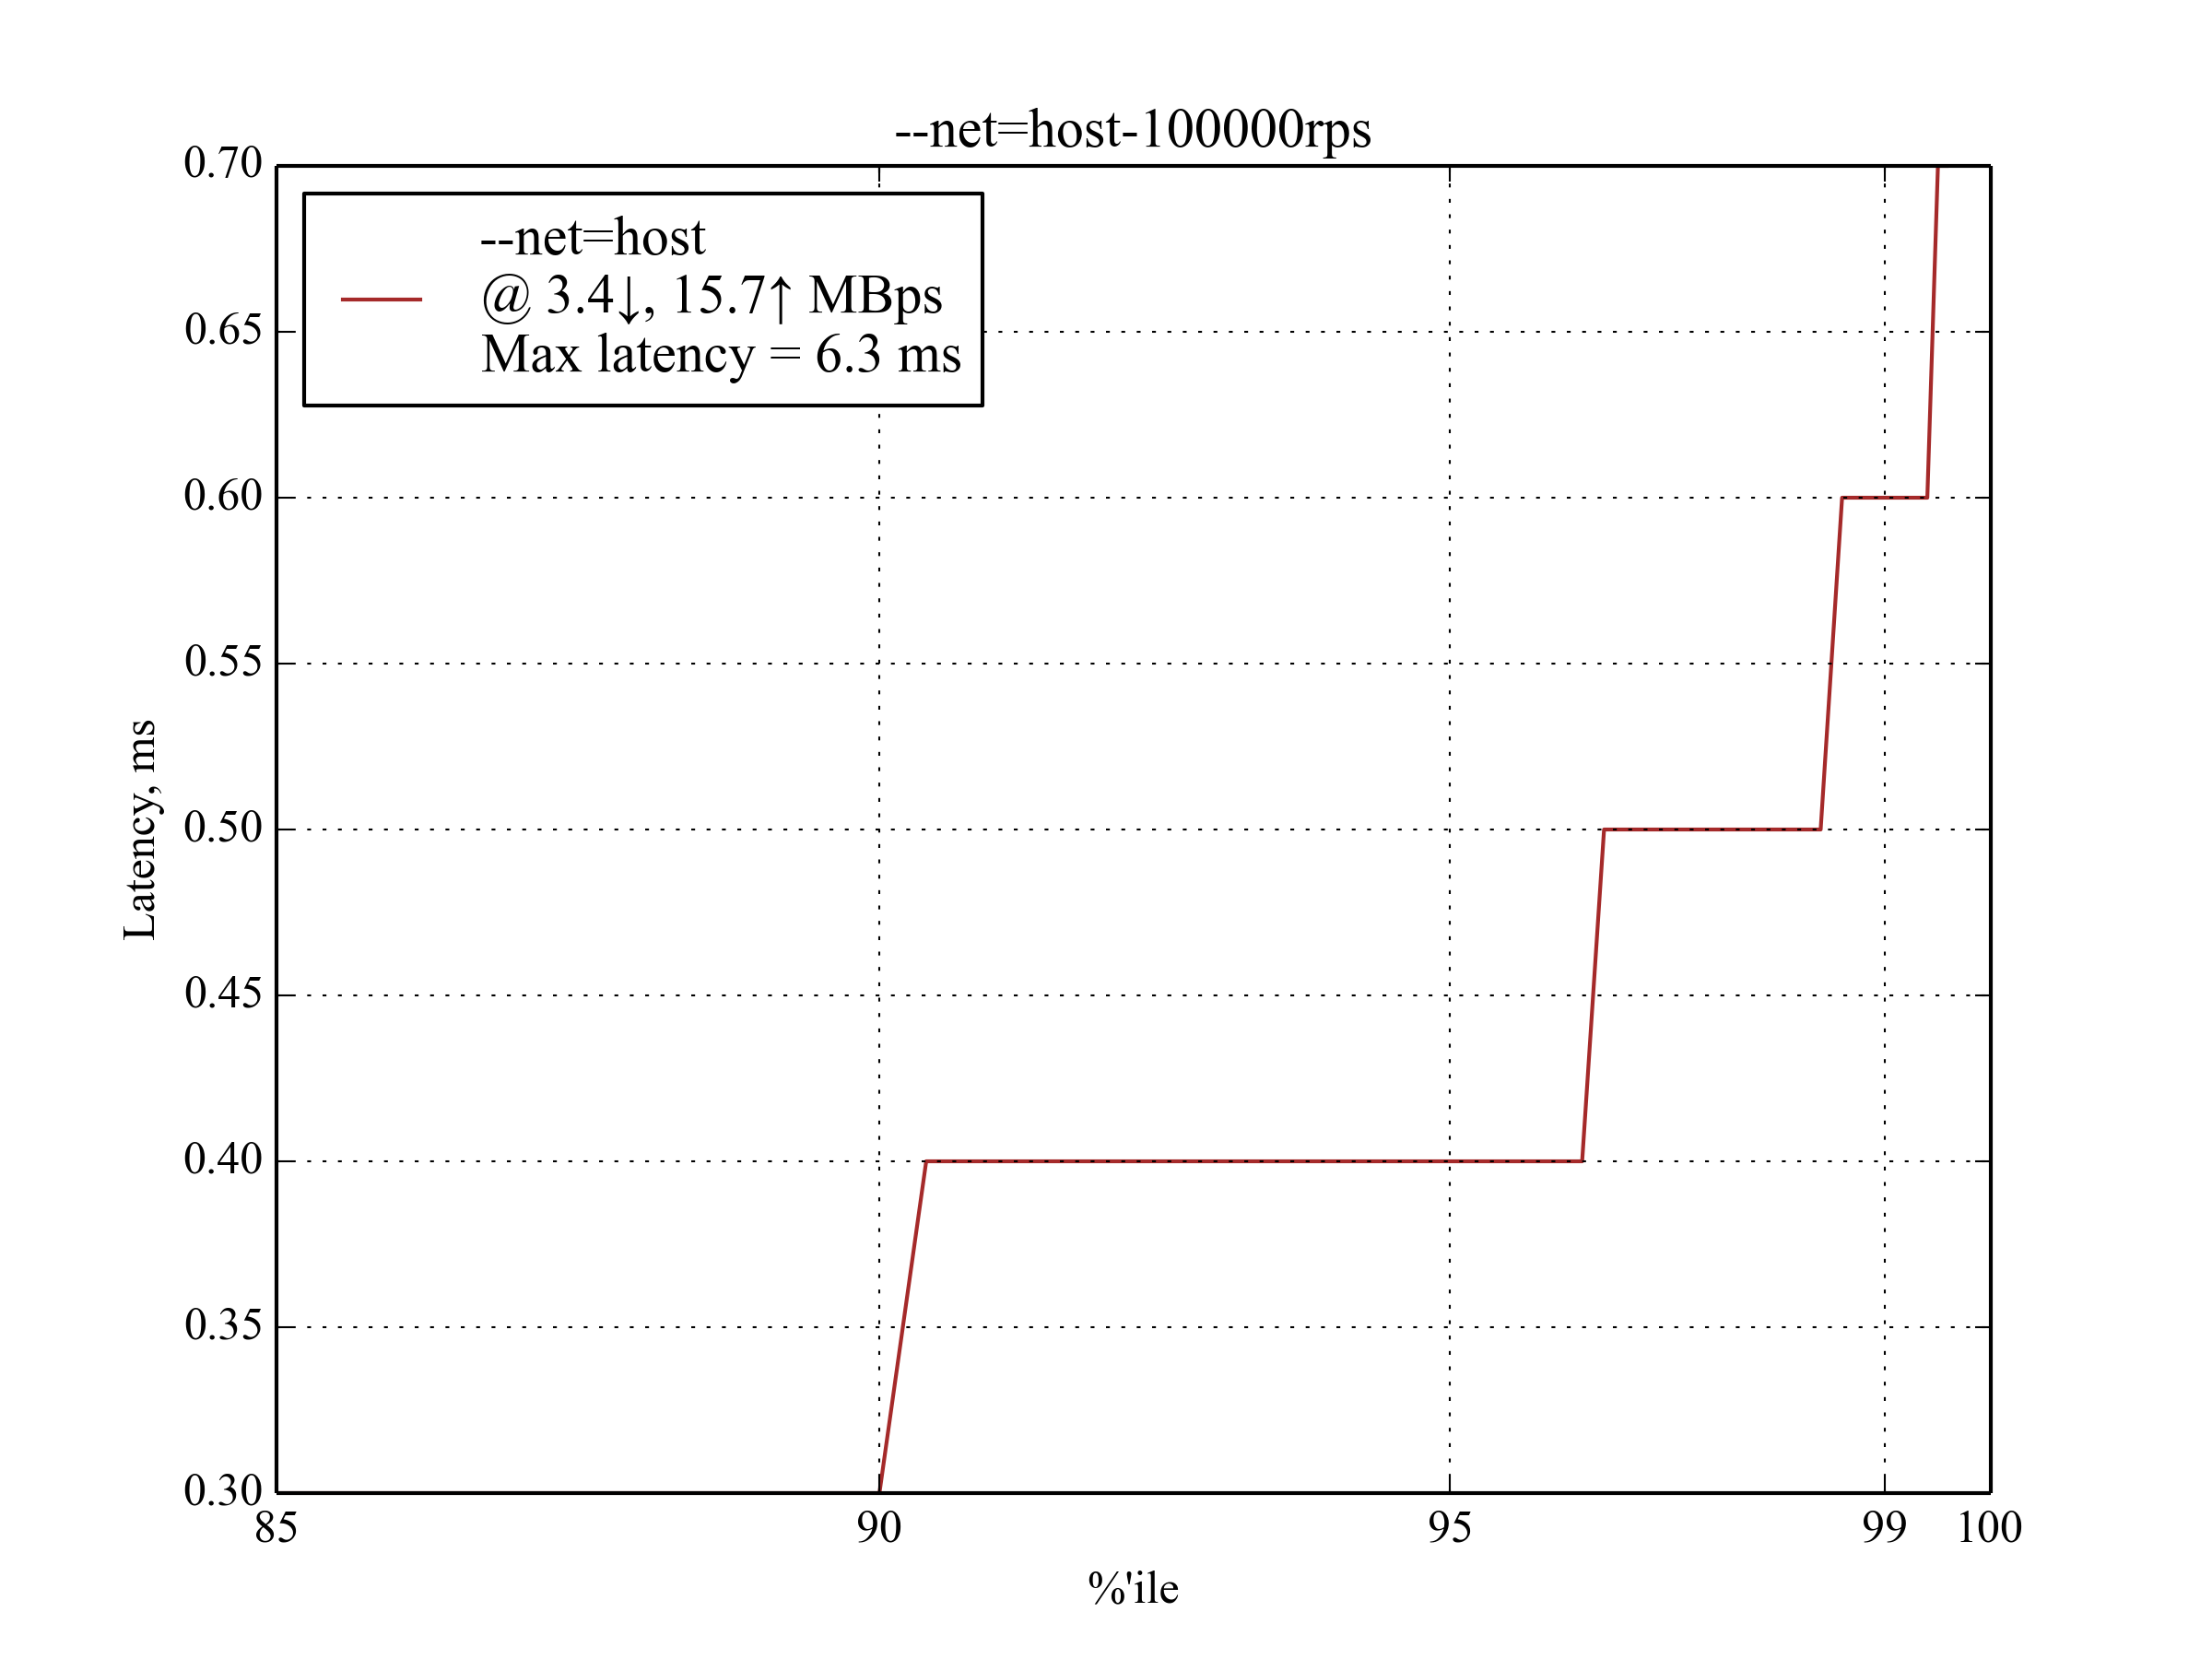 --net=host-100000rps
--net=host
@ 3.4↓, 15.7↑ MBps
Max latency = 6.3 ms
0.70
0.65
0.60
0.55
0.50
0.45
0.40
0.35
0.30
Latency, ms
85 90 95 99 100
%'ile